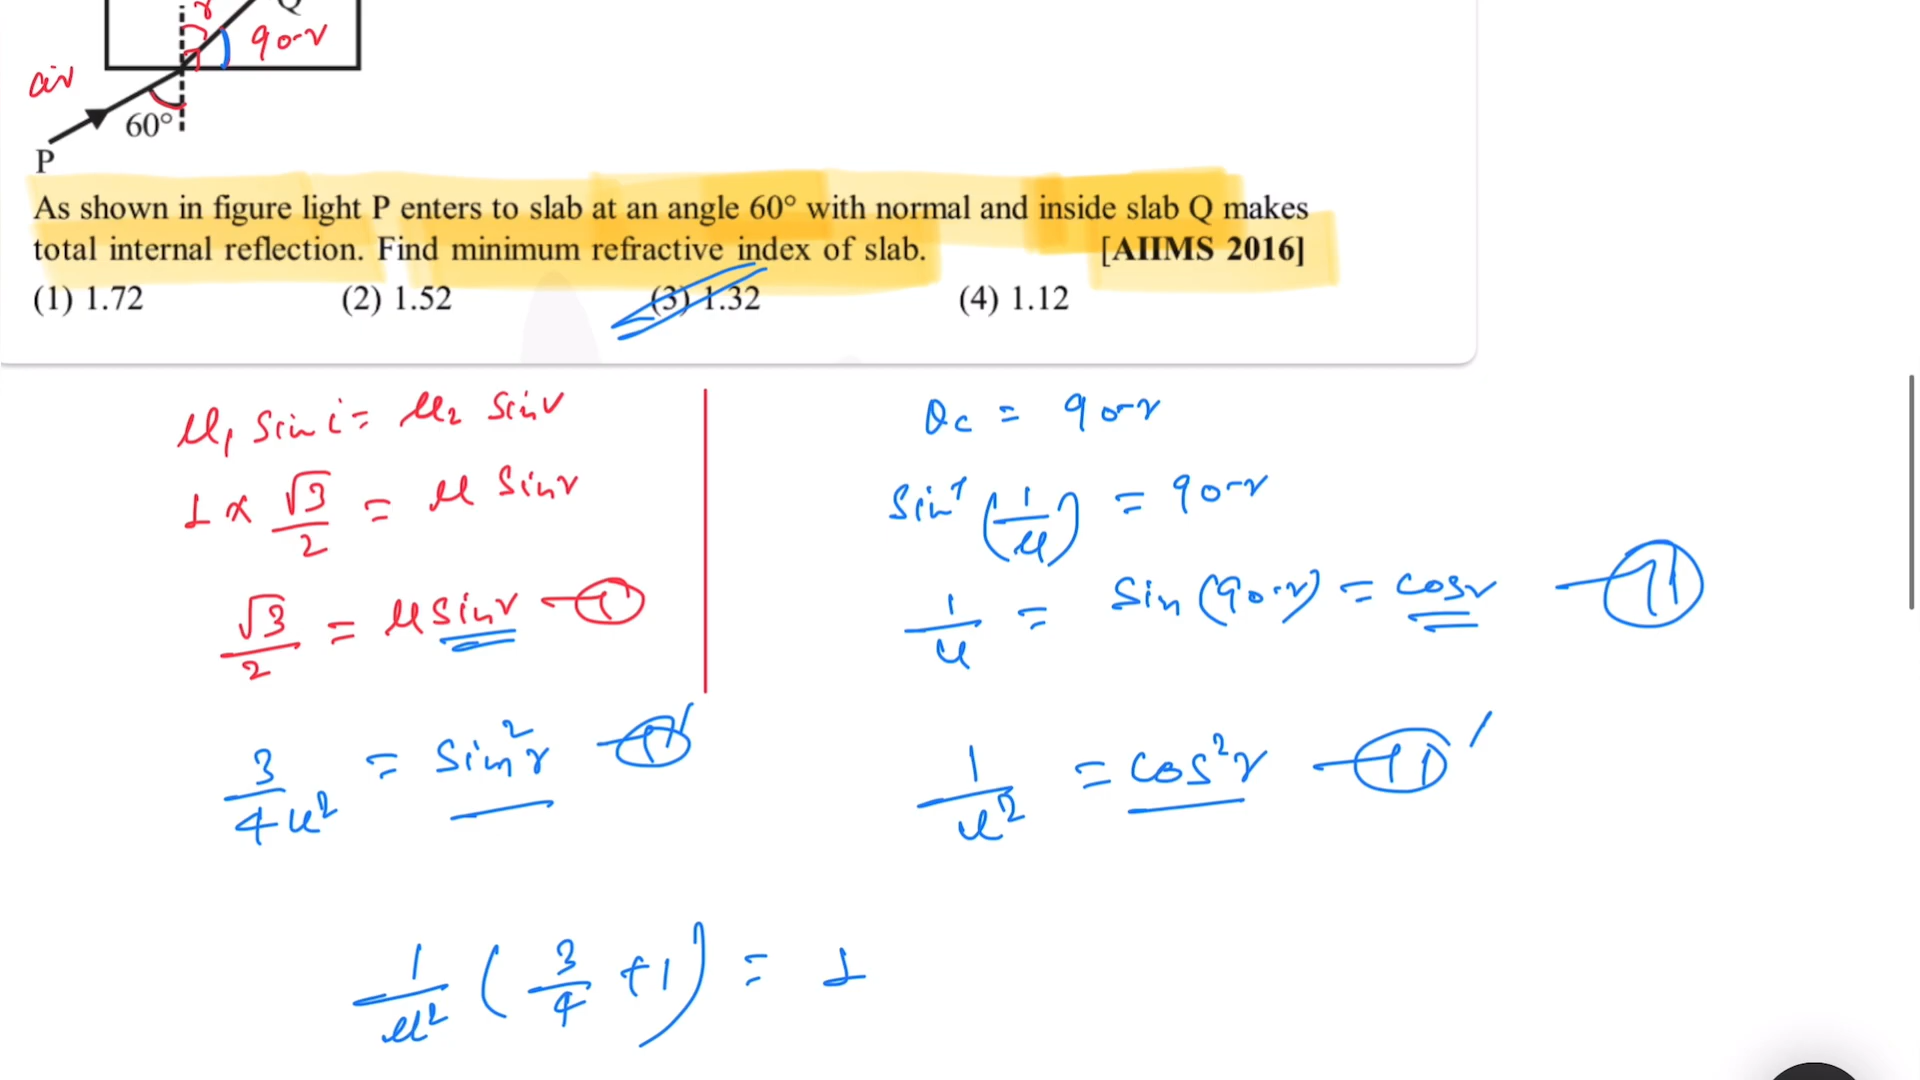 r Q
90-r
air
60°
P
As shown in figure light P enters to slab at an angle 60° with normal and inside slab Q makes
total internal reflection. Find minimum refractive index of slab. [AIIMS 2016]
(1) 1.72 (2) 1.52 (3) 1.32 (4) 1.12
μ₁ sin i = μ₂ sin r
θc = 90-r
1 × √3/2 = μ sin r
sin⁻¹(1/μ) = 90-r
√3/2 = μ sin r — (I)
1/μ = sin(90-r) = cos r — (II)
3/4μ² = sin² r — (I)'
1/μ² = cos² r — (II)'
1/μ² (3/4 + 1) = 1